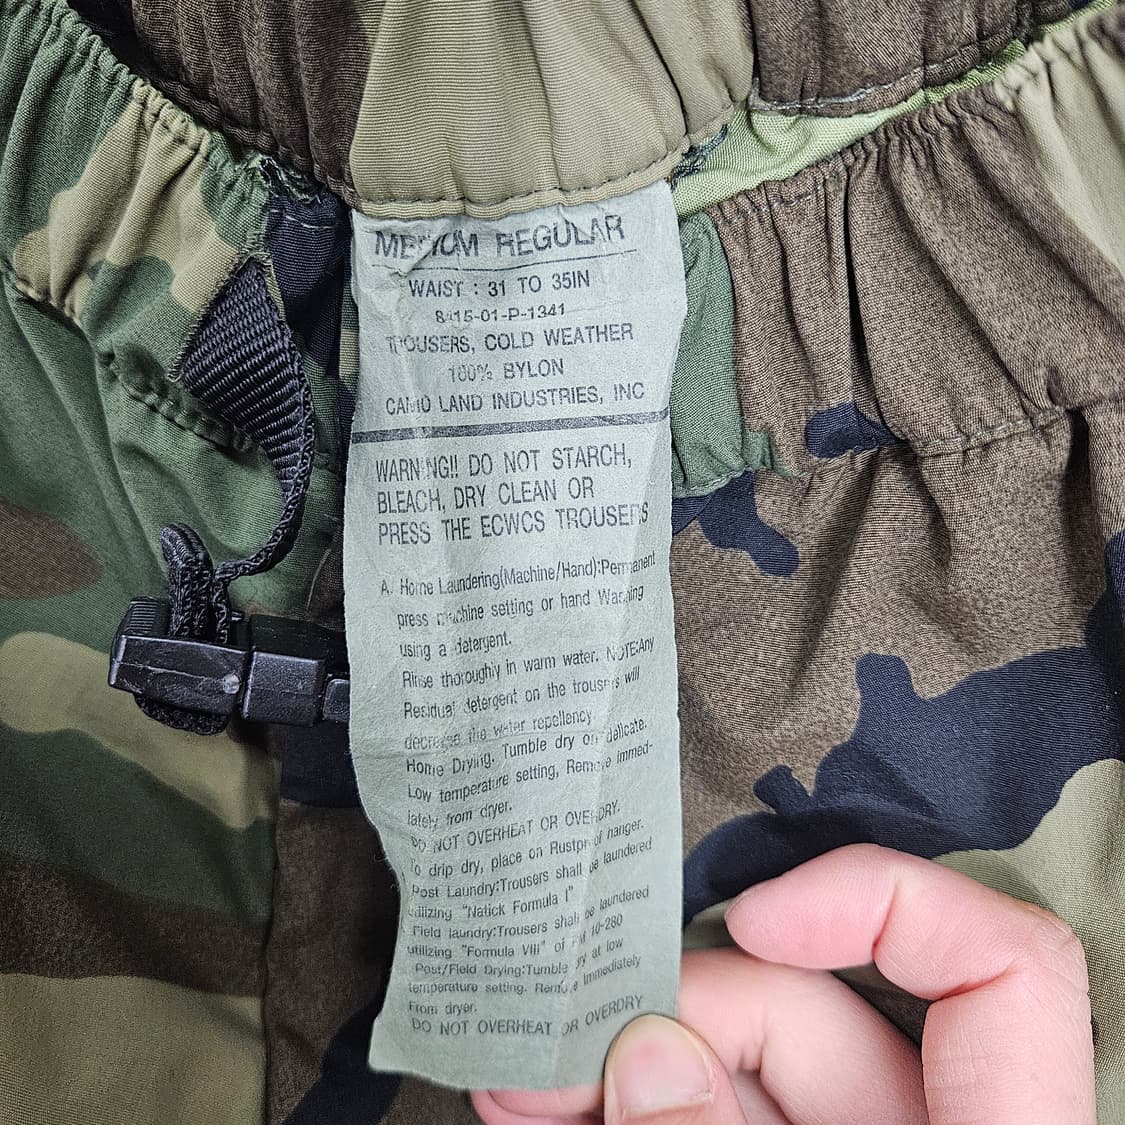 MEDIUM REGULAR
WAIST : 31 TO 35IN
8415-01-P-1341
TROUSERS, COLD WEATHER
100% BYLON
CAMO LAND INDUSTRIES, INC
WARNING!! DO NOT STARCH,
BLEACH, DRY CLEAN OR
PRESS THE ECWCS TROUSERS
A. Home Laundering(Machine/Hand):Permanent
press machine setting or hand Washing
using a detergent.
Rinse thoroughly in warm water. NOTE:Any
Residual detergent on the trousers will
decrease the water repellency
Home Drying. Tumble dry on delicate.
Low temperature setting, Remove immed-
lately from dryer.
DO NOT OVERHEAT OR OVERDRY.
To drip dry, place on Rustproof hanger.
Post Laundry:Trousers shall be laundered
utilizing "Natick Formula I"
Field laundry:Trousers shall be laundered
utilizing "Formula VIII" of FM 10-280
Post/Field Drying:Tumble dry at low
temperature setting. Remove Immediately
From dryer.
DO NOT OVERHEAT OR OVERDRY